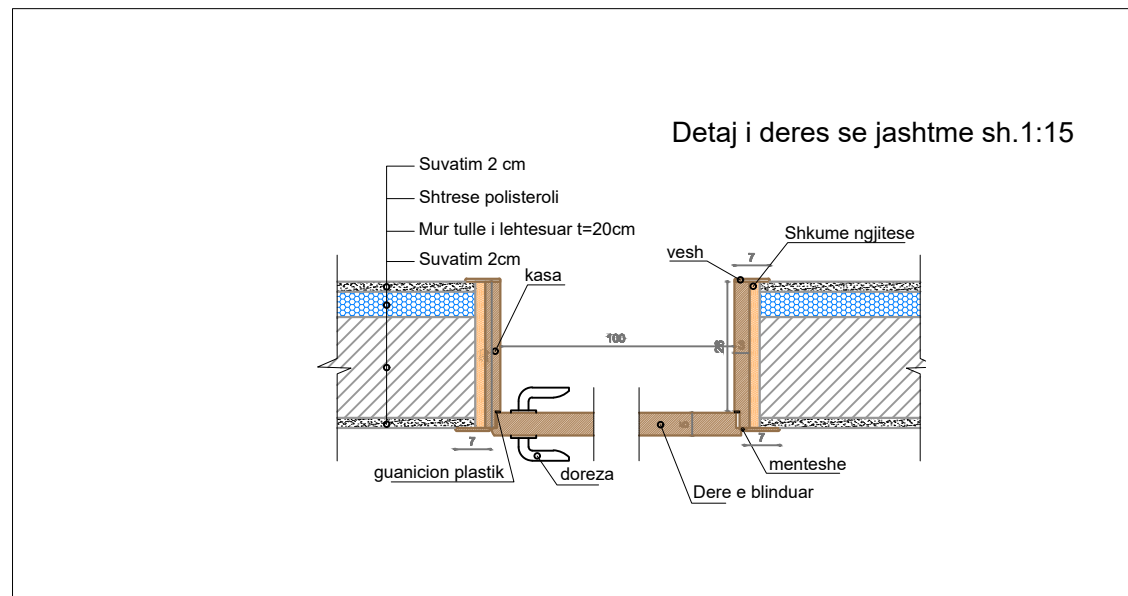 Detaj i deres se jashtme sh.1:15
Suvatim 2 cm
Shtrese polisteroli
Mur tulle i lehtesuar t=20cm
Suvatim 2cm
kasa
vesh
Shkume ngjitese
7
100
3
7
7
guanicion plastik
doreza
Dere e blinduar
menteshe